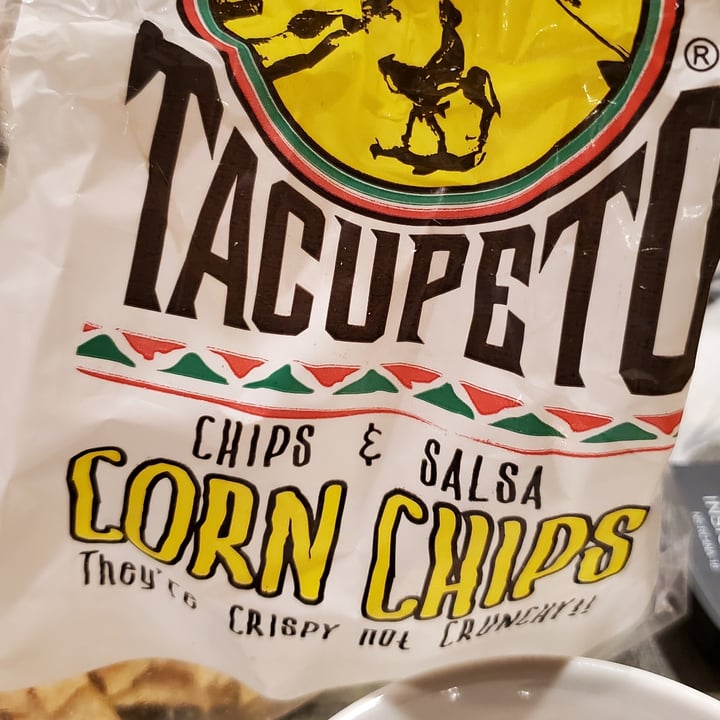 ®
TACUPETO
CHIPS & SALSA
CORN CHIPS
They're CRISPY not CRUNCHY!!